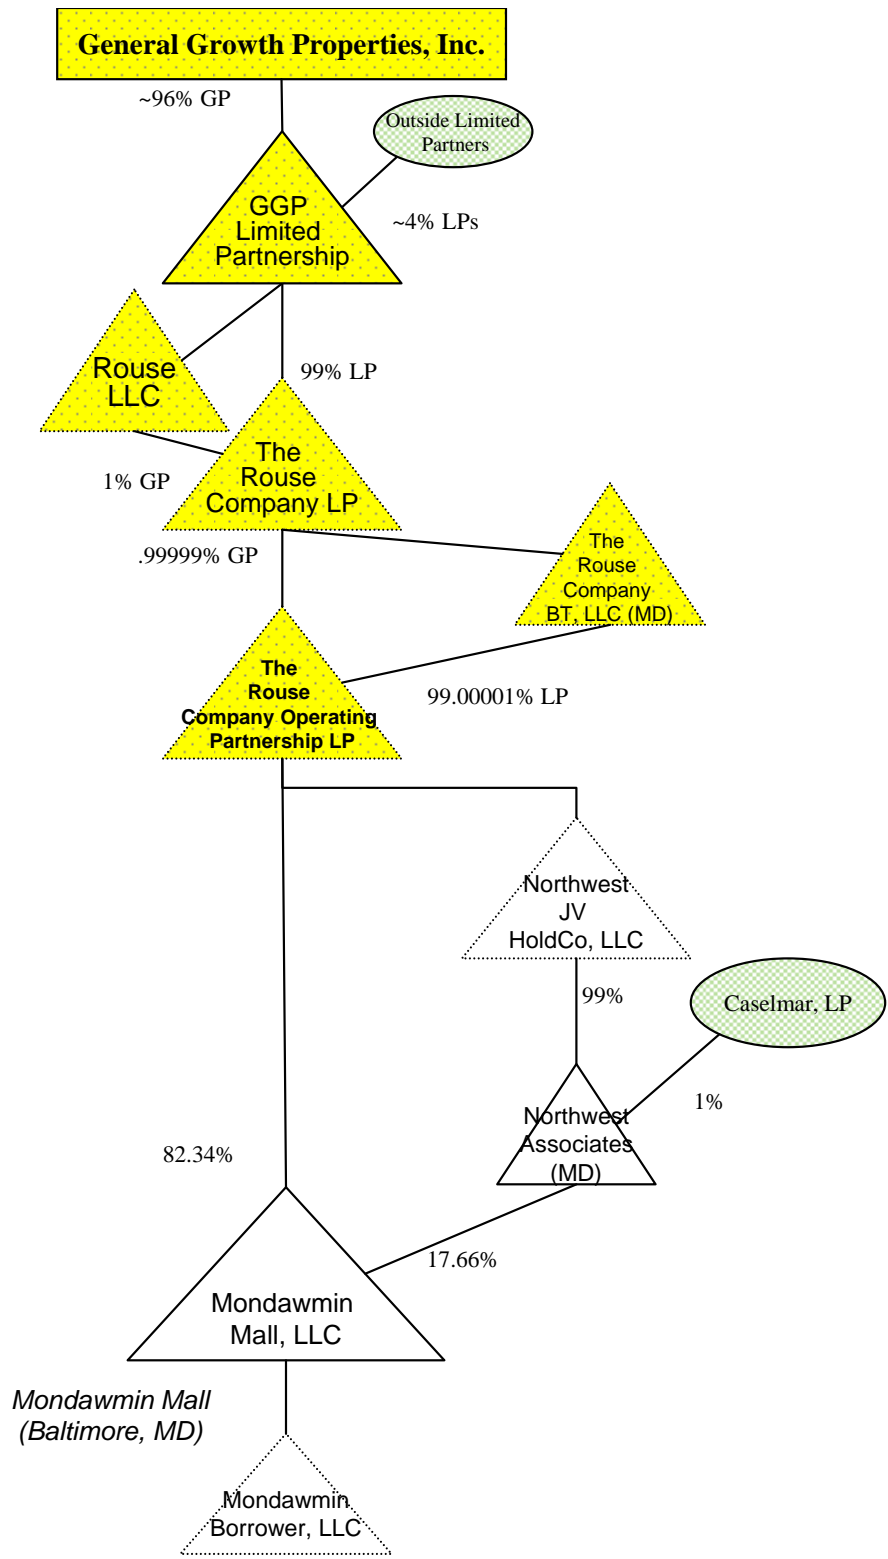 General Growth Properties, Inc.
~96% GP
Outside Limited
Partners
GGP
Limited
Partnership
~4% LPs
Rouse
LLC
99% LP
1% GP
The
Rouse
Company LP
.99999% GP
The
Rouse
Company
BT, LLC (MD)
99.00001% LP
The
Rouse
Company Operating
Partnership LP
Northwest
JV
HoldCo, LLC
99%
Caselmar, LP
1%
Northwest
Associates
(MD)
82.34%
17.66%
Mondawmin
Mall, LLC
Mondawmin Mall
(Baltimore, MD)
Mondawmin
Borrower, LLC